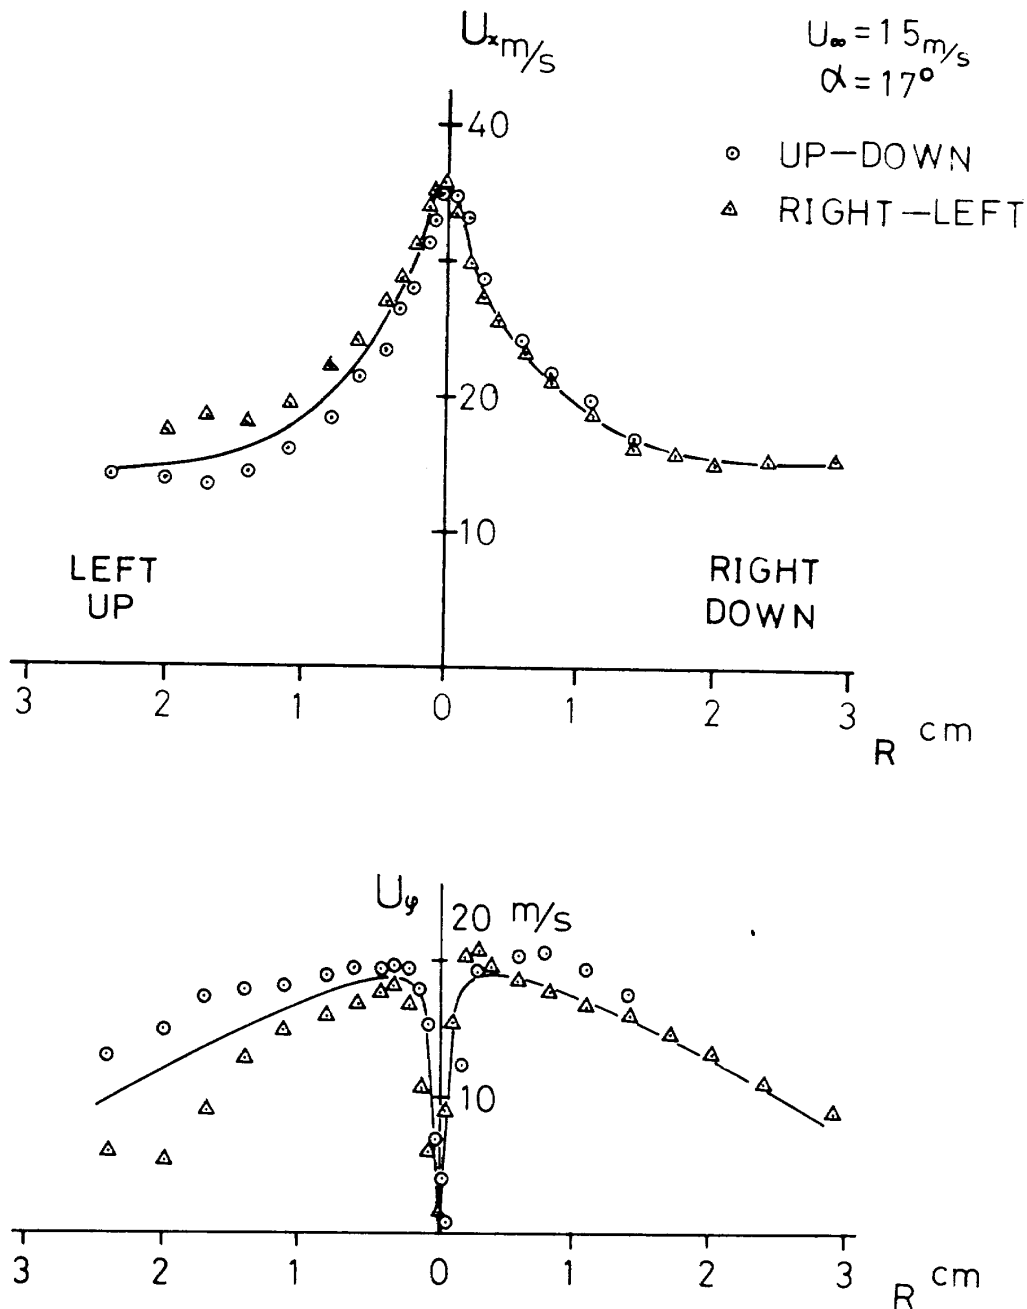 Uₓ m/s
U∞ = 15 m/s
α = 17°
40
⊙ UP—DOWN
△ RIGHT—LEFT
20
10
LEFT
UP
RIGHT
DOWN
3 2 1 0 1 2 3
R cm
Uφ 20 m/s
10
3 2 1 0 1 2 3
R cm